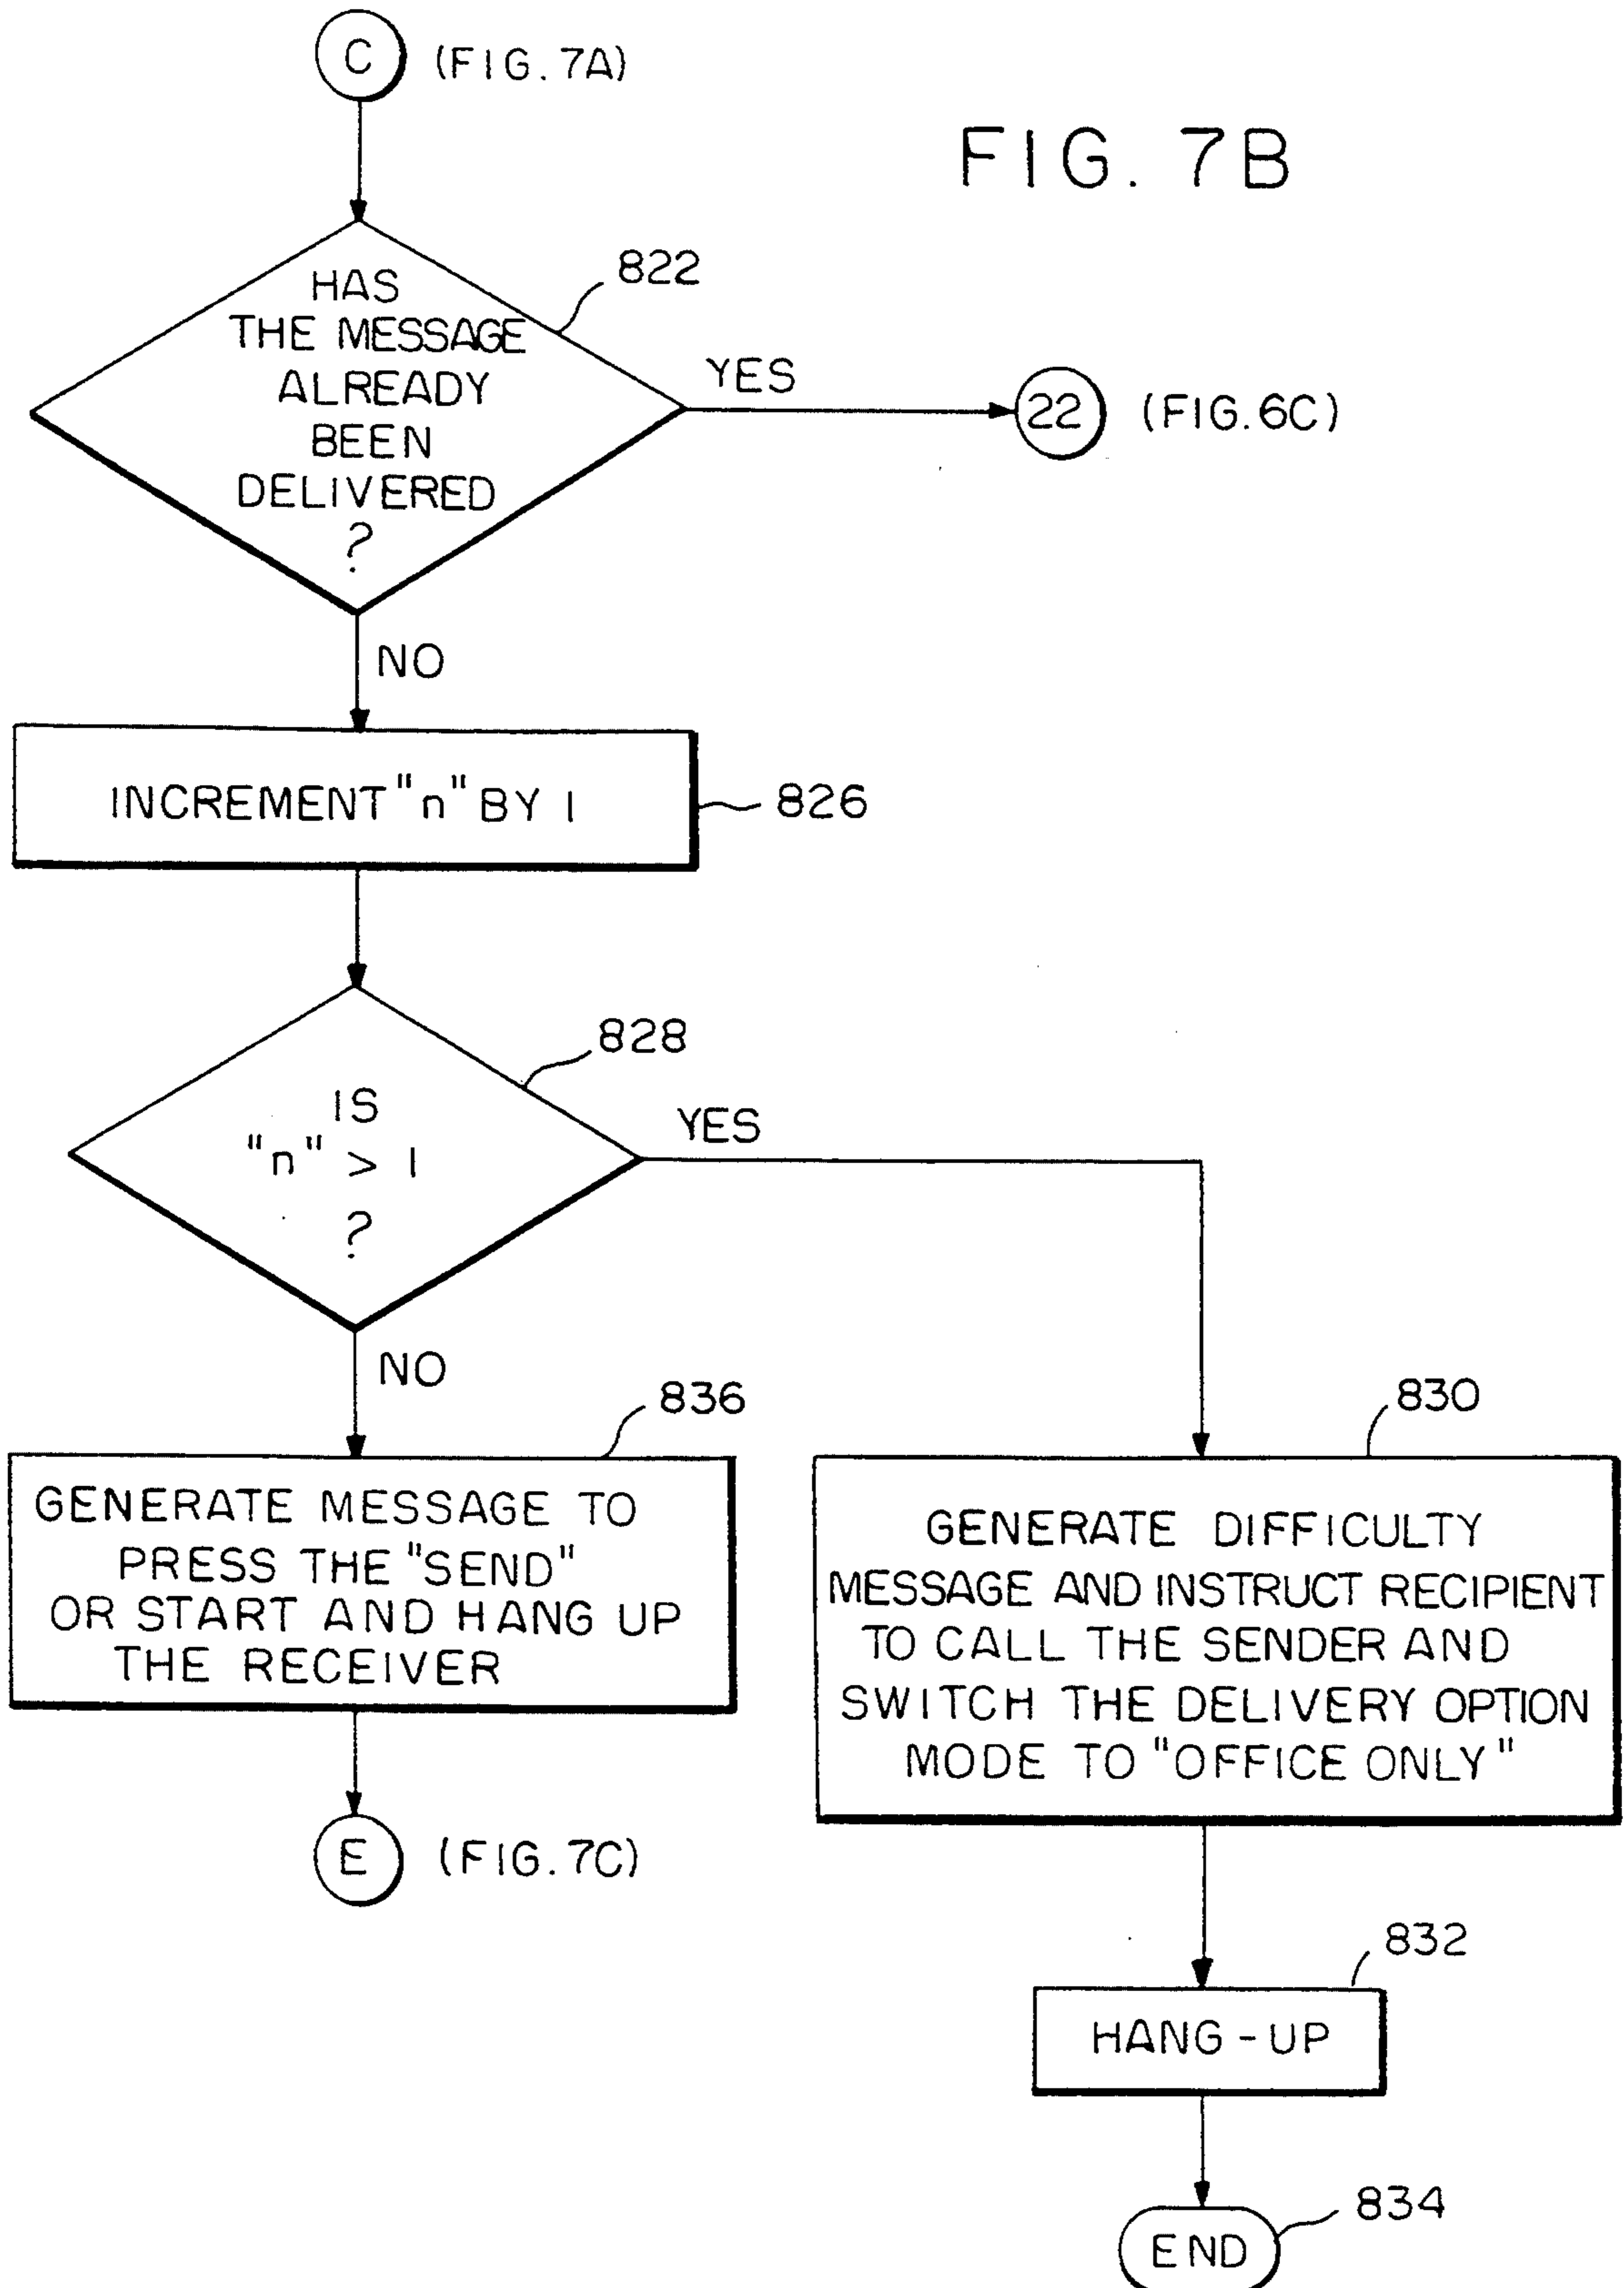 C (FIG. 7A)
FIG. 7B
822
HAS
THE MESSAGE
ALREADY
BEEN
DELIVERED
?
YES
22 (FIG.6C)
NO
INCREMENT "n" BY 1
826
828
IS
"n" > 1
?
YES
NO
836
GENERATE MESSAGE TO
PRESS THE "SEND"
OR START AND HANG UP
THE RECEIVER
E (FIG. 7C)
830
GENERATE DIFFICULTY
MESSAGE AND INSTRUCT RECIPIENT
TO CALL THE SENDER AND
SWITCH THE DELIVERY OPTION
MODE TO "OFFICE ONLY"
832
HANG-UP
834
END